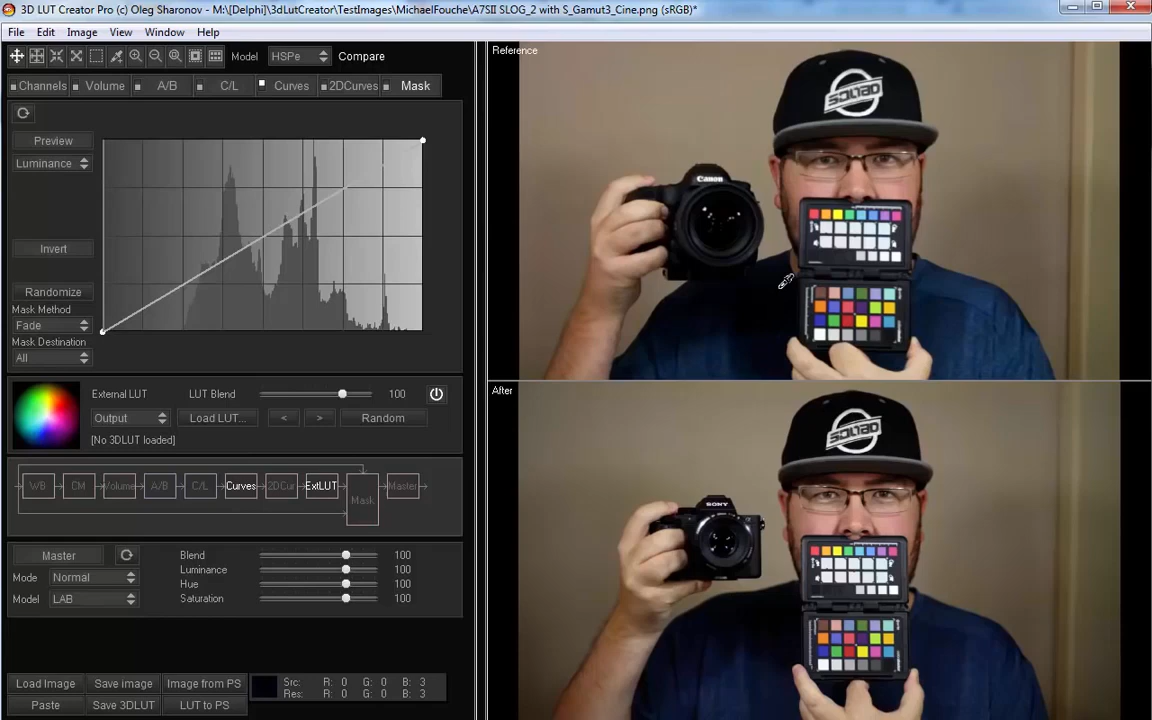 3D LUT Creator Pro (c) Oleg Sharonov - M:\[Delphi]\3dLutCreator\TestImages\MichaelFouche\A7SII SLOG_2 with S_Gamut3_Cine.png (sRGB)*
File Edit Image View Window Help
Model HSPe Compare
Channels Volume A/B C/L Curves 2DCurves Mask
Preview
Luminance
Invert
Randomize
Mask Method
Fade
Mask Destination
All
External LUT LUT Blend 100
Output Load LUT... < > Random
[No 3DLUT loaded]
WB CM Volume A/B C/L Curves 2DCur ExtLUT Mask Master
Master Blend 100
Luminance 100
Mode Normal Hue 100
Model LAB Saturation 100
Load Image Save image Image from PS Src: R: 0 G: 0 B: 3
Paste Save 3DLUT LUT to PS Res: R: 0 G: 0 B: 3
Reference
Canon
After
SONY